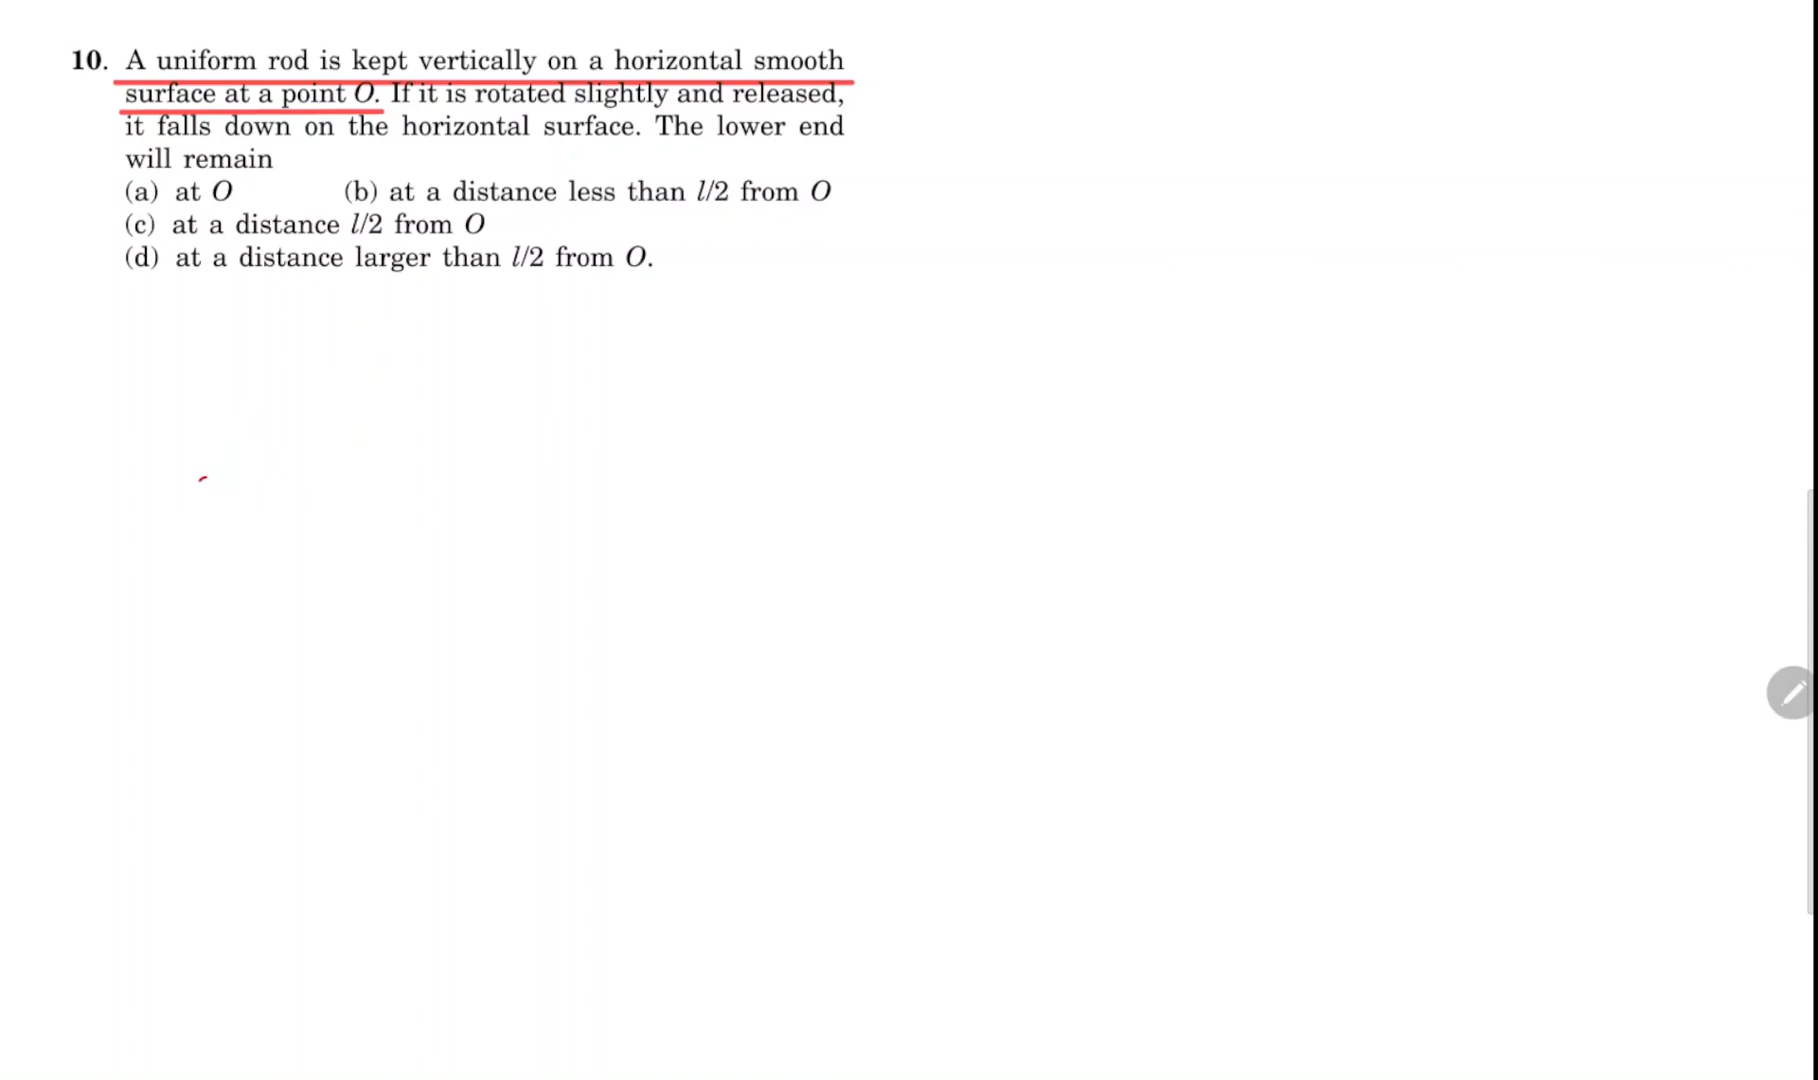 10. A uniform rod is kept vertically on a horizontal smooth
surface at a point O. If it is rotated slightly and released,
it falls down on the horizontal surface. The lower end
will remain
(a) at O (b) at a distance less than l/2 from O
(c) at a distance l/2 from O
(d) at a distance larger than l/2 from O.